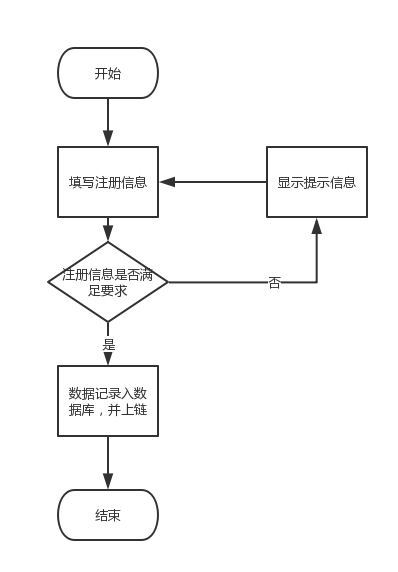 开始
填写注册信息
显示提示信息
注册信息是否满
足要求
否
是
数据记录入数
据库，并上链
结束